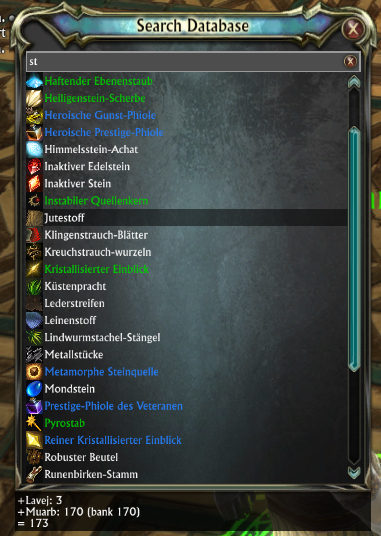 Search Database
st
Haftender Ebenenstaub
Heiligenstein-Scherbe
Heroische Gunst-Phiole
Heroische Prestige-Phiole
Himmelsstein-Achat
Inaktiver Edelstein
Inaktiver Stein
Instabiler Quellenkern
Jutestoff
Klingenstrauch-Blätter
Kreuchstrauch-wurzeln
Kristallisierter Einblick
Küstenpracht
Lederstreifen
Leinenstoff
Lindwurmstachel-Stängel
Metallstücke
Metamorphe Steinquelle
Mondstein
Prestige-Phiole des Veteranen
Pyrostab
Reiner Kristallisierter Einblick
Robuster Beutel
Runenbirken-Stamm
+Lavej: 3
+Muarb: 170 (bank 170)
= 173